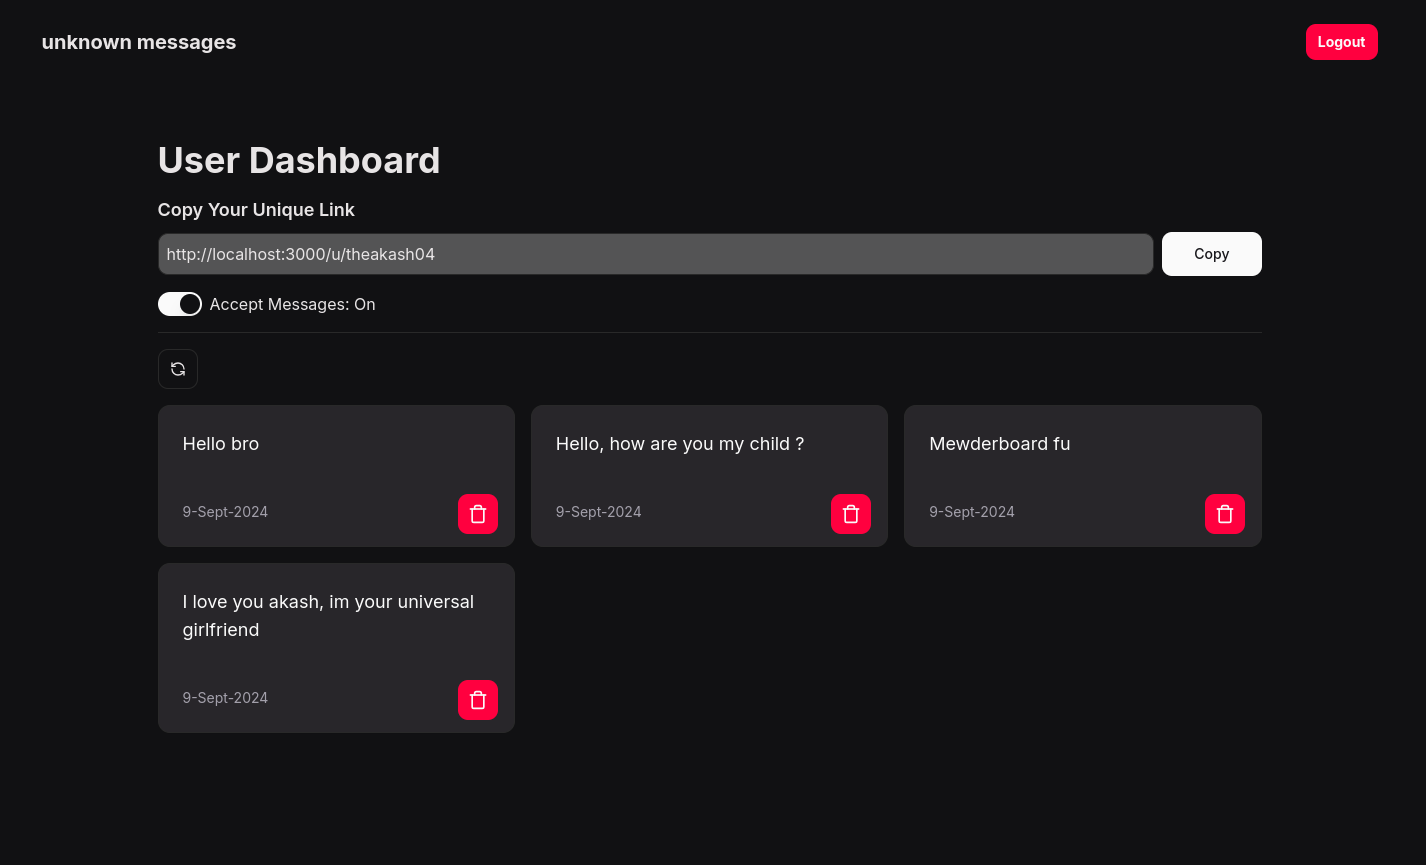 unknown messages
Logout
User Dashboard
Copy Your Unique Link
http://localhost:3000/u/theakash04
Copy
Accept Messages: On
Hello bro
9-Sept-2024
Hello, how are you my child ?
9-Sept-2024
Mewderboard fu
9-Sept-2024
I love you akash, im your universal
girlfriend
9-Sept-2024